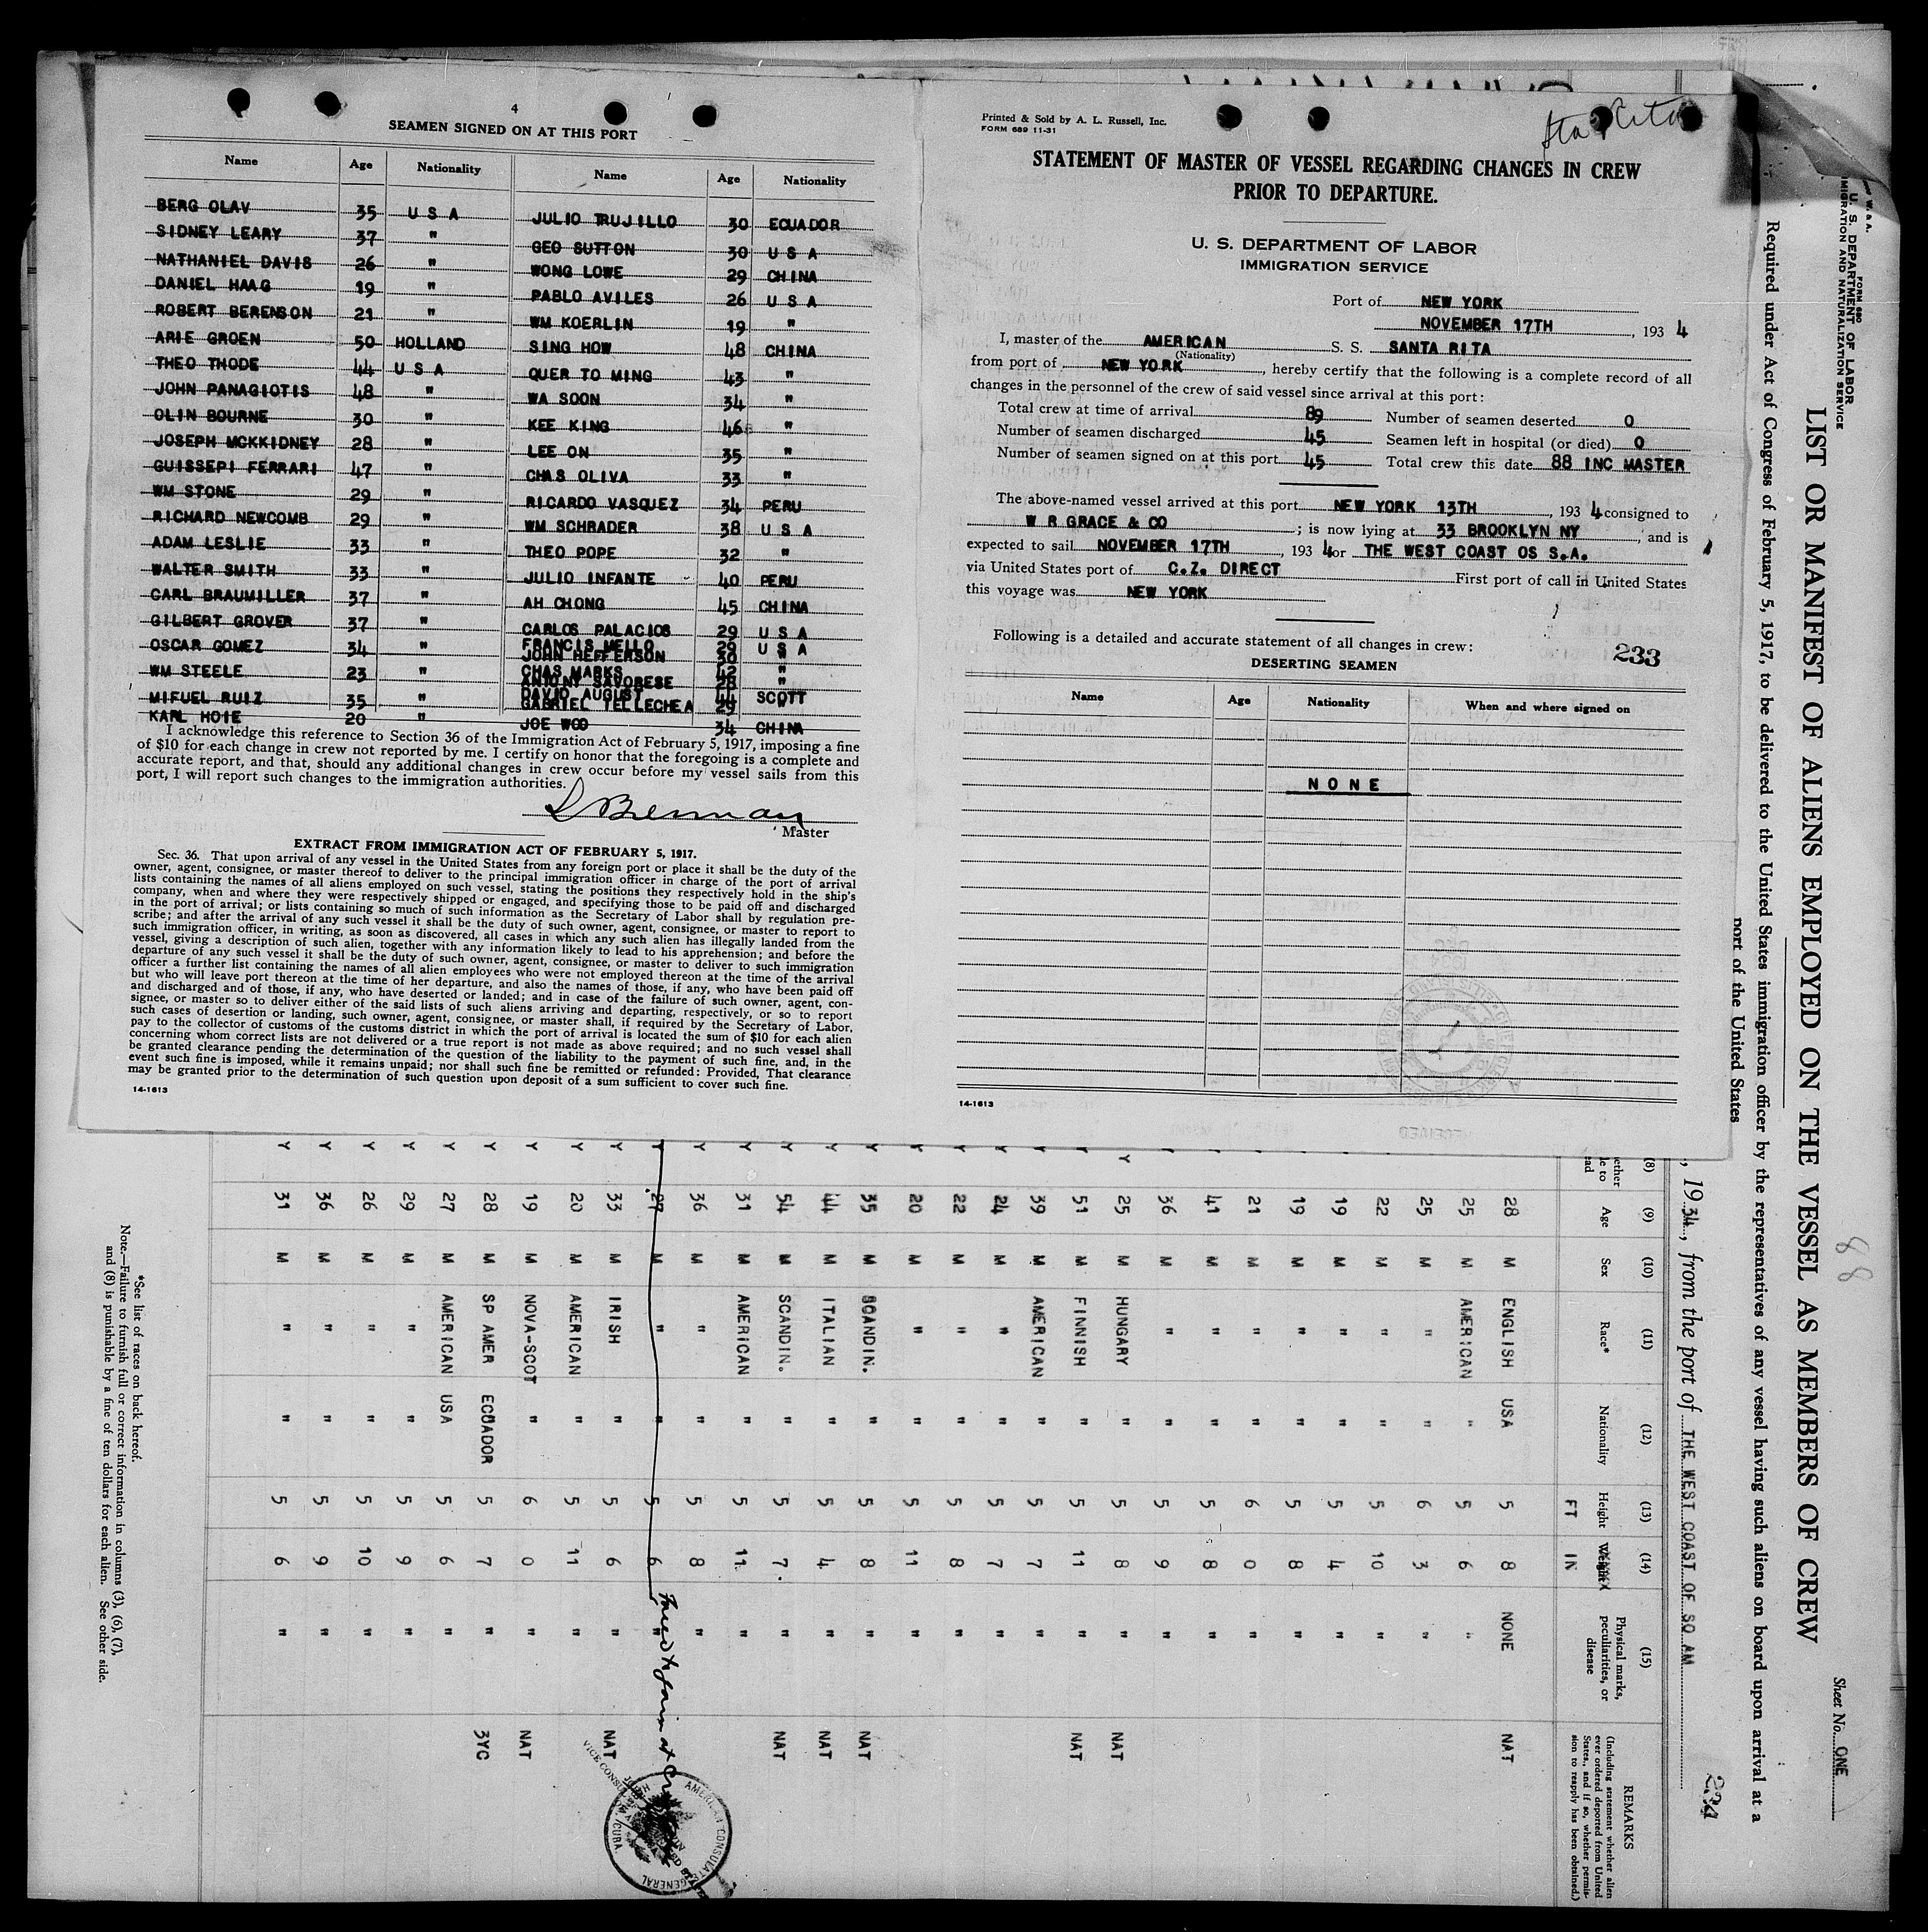 4
SEAMEN SIGNED ON AT THIS PORT
Name Age Nationality Name Age Nationality
BERG OLAV 35 U S A JULIO TRUJILLO 30 ECUADOR
SIDNEY LEARY 37 " GEO SUTTON 30 U S A
NATHANIEL DAVIS 26 " WONG LOWE 29 CHINA
DANIEL HAAG 19 " PABLO AVILES 26 U S A
ROBERT BERENSON 21 " WM KOERLIN 19 "
ARIE GROEN 50 HOLLAND SING HOW 48 CHINA
THEO THODE 44 U S A QUER TO MING 43 "
JOHN PANAGIOTIS 48 " WA SOON 34 "
OLIN BOURNE 30 " KEE KING 46 "
JOSEPH MCKKIDNEY 28 " LEE ON 35 "
GUISSEPI FERRARI 47 " CHAS OLIVA 33 "
WM STONE 29 " RICARDO VASQUEZ 34 PERU
RICHARD NEWCOMB 29 " WM SCHRADER 38 U S A
ADAM LESLIE 33 " THEO POPE 32 "
WALTER SMITH 33 " JULIO INFANTE 40 PERU
CARL BRAUMILLER 37 " AH CHONG 45 CHINA
GILBERT GROVER 37 " CARLOS PALACIOS 29 U S A
OSCAR GOMEZ 34 " FRANCIS MELLO 29 U S A
JOHN HEFFERSON 30 "
WM STEELE 23 " CHAS MARKS 42 "
ANTONY SAVORESE 28
MIFUEL RUIZ 35 " DAVID AUGUST 44 SCOTT
GABRIEL TELLECHEA 29 "
KARL HOIE 20 " JOE WOO 34 CHINA
I acknowledge this reference to Section 36 of the Immigration Act of February 5, 1917, imposing a fine
of $10 for each change in crew not reported by me. I certify on honor that the foregoing is a complete and
accurate report, and that, should any additional changes in crew occur before my vessel sails from this
port, I will report such changes to the immigration authorities.
Master
EXTRACT FROM IMMIGRATION ACT OF FEBRUARY 5, 1917.
Sec. 36. That upon arrival of any vessel in the United States from any foreign port or place it shall be the duty of the
owner, agent, consignee, or master thereof to deliver to the principal immigration officer in charge of the port of arrival
lists containing the names of all aliens employed on such vessel, stating the positions they respectively hold in the ship's
company, when and where they were respectively shipped or engaged, and specifying those to be paid off and discharged
in the port of arrival; or lists containing so much of such information as the Secretary of Labor shall by regulation pre-
scribe; and after the arrival of any such vessel it shall be the duty of such owner, agent, consignee, or master to report to
such immigration officer, in writing, as soon as discovered, all cases in which any such alien has illegally landed from the
vessel, giving a description of such alien, together with any information likely to lead to his apprehension; and before the
departure of any such vessel it shall be the duty of such owner, agent, consignee, or master to deliver to such immigration
officer a further list containing the names of all alien employees who were not employed thereon at the time of the arrival
but who will leave port thereon at the time of her departure, and also the names of those, if any, who have been paid off
and discharged and of those, if any, who have deserted or landed; and in case of the failure of such owner, agent, con-
signee, or master so to deliver either of the said lists of such aliens arriving and departing, respectively, or so to report
such cases of desertion or landing, such owner, agent, consignee, or master shall, if required by the Secretary of Labor,
pay to the collector of customs of the customs district in which the port of arrival is located the sum of $10 for each alien
concerning whom correct lists are not delivered or a true report is not made as above required; and no such vessel shall
be granted clearance pending the determination of the question of the liability to the payment of such fine, and, in the
event such fine is imposed, while it remains unpaid; nor shall such fine be remitted or refunded: Provided, That clearance
may be granted prior to the determination of such question upon deposit of a sum sufficient to cover such fine.
14-1613
Printed & Sold by A. L. Russell, Inc.
FORM 689 11-31
Sta Rita
STATEMENT OF MASTER OF VESSEL REGARDING CHANGES IN CREW
PRIOR TO DEPARTURE.
U. S. DEPARTMENT OF LABOR
IMMIGRATION SERVICE
Port of NEW YORK
NOVEMBER 17TH, 193 4
I, master of the AMERICAN S. S. SANTA RITA
(Nationality)
from port of NEW YORK, hereby certify that the following is a complete record of all
changes in the personnel of the crew of said vessel since arrival at this port:
Total crew at time of arrival 89 Number of seamen deserted 0
Number of seamen discharged 45 Seamen left in hospital (or died) 0
Number of seamen signed on at this port 45 Total crew this date 88 INC MASTER
The above-named vessel arrived at this port NEW YORK 13TH, 193 4 consigned to
W R GRACE & CO; is now lying at 33 BROOKLYN NY, and is
expected to sail NOVEMBER 17TH, 193 4or THE WEST COAST OS S.A.
via United States port of C.Z. DIRECT First port of call in United States
this voyage was NEW YORK
Following is a detailed and accurate statement of all changes in crew:
233
DESERTING SEAMEN
Name Age Nationality When and where signed on
N O N E
14-1613
FORM 680
U. S. DEPARTMENT OF LABOR
IMMIGRATION AND NATURALIZATION SERVICE
88
Sheet No. ONE
LIST OR MANIFEST OF ALIENS EMPLOYED ON THE VESSEL AS MEMBERS OF CREW
Required under Act of Congress of February 5, 1917, to be delivered to the United States immigration officer by the representatives of any vessel having such aliens on board upon arrival at a
port of the United States
, 19 34, from the port of THE WEST COAST OF SO AM
234
(8) (9) (10) (11) (12) (13) (14) (15)
Age Sex Race* Nationality Height Weight Physical marks, peculiarities, or disease REMARKS
(Including statement whether alien
ever ordered deported from United
States, and if so, whether permis-
sion to reapply has been obtained.)
FT IN
28 M ENGLISH USA 5 8 NONE NAT
25 M AMERICAN " 5 6 "
25 M " " 6 3 "
22 M " " 5 10 "
19 M " " 5 4 "
19 M " " 5 8 "
21 M " " 6 0 "
41 M " " 5 8 "
36 M " " 5 9 "
Y 25 M HUNGARY " 5 8 " NAT
Y 51 M FINNISH " 5 11 " NAT
Y 39 M AMERICAN " 5 7 "
Y 24 M " " 5 7 "
Y 22 M " " 5 8 "
Y 20 M " " 5 11 "
Y 35 M SCANDIN. " 5 8 " NAT
Y 44 M ITALIAN " 5 4 " NAT
Y 54 M SCANDIN. " 5 7 " NAT
Y 31 M AMERICAN " 5 11 "
Y 36 M " " 5 8 "
Y 27 M " " 5 6 "
Y 33 M IRISH " 5 6 " NAT
Y 20 M AMERICAN " 5 11 "
Y 19 M NOVA-SCOT " 6 0 " NAT
Y 28 M SP AMER ECUADOR 5 7 " 3YC
Y 27 M AMERICAN USA 5 6 "
Y 29 M " " 5 9 "
Y 26 M " " 5 10 "
Y 36 M " " 5 9 "
Y 31 M " " 5 6 "
AMERICAN CONSULATE GENERAL
CUBA
*See list of races on back hereof.
Note.—Failure to furnish full or correct information in columns (3), (6), (7),
and (8) is punishable by a fine of ten dollars for each alien. See other side.